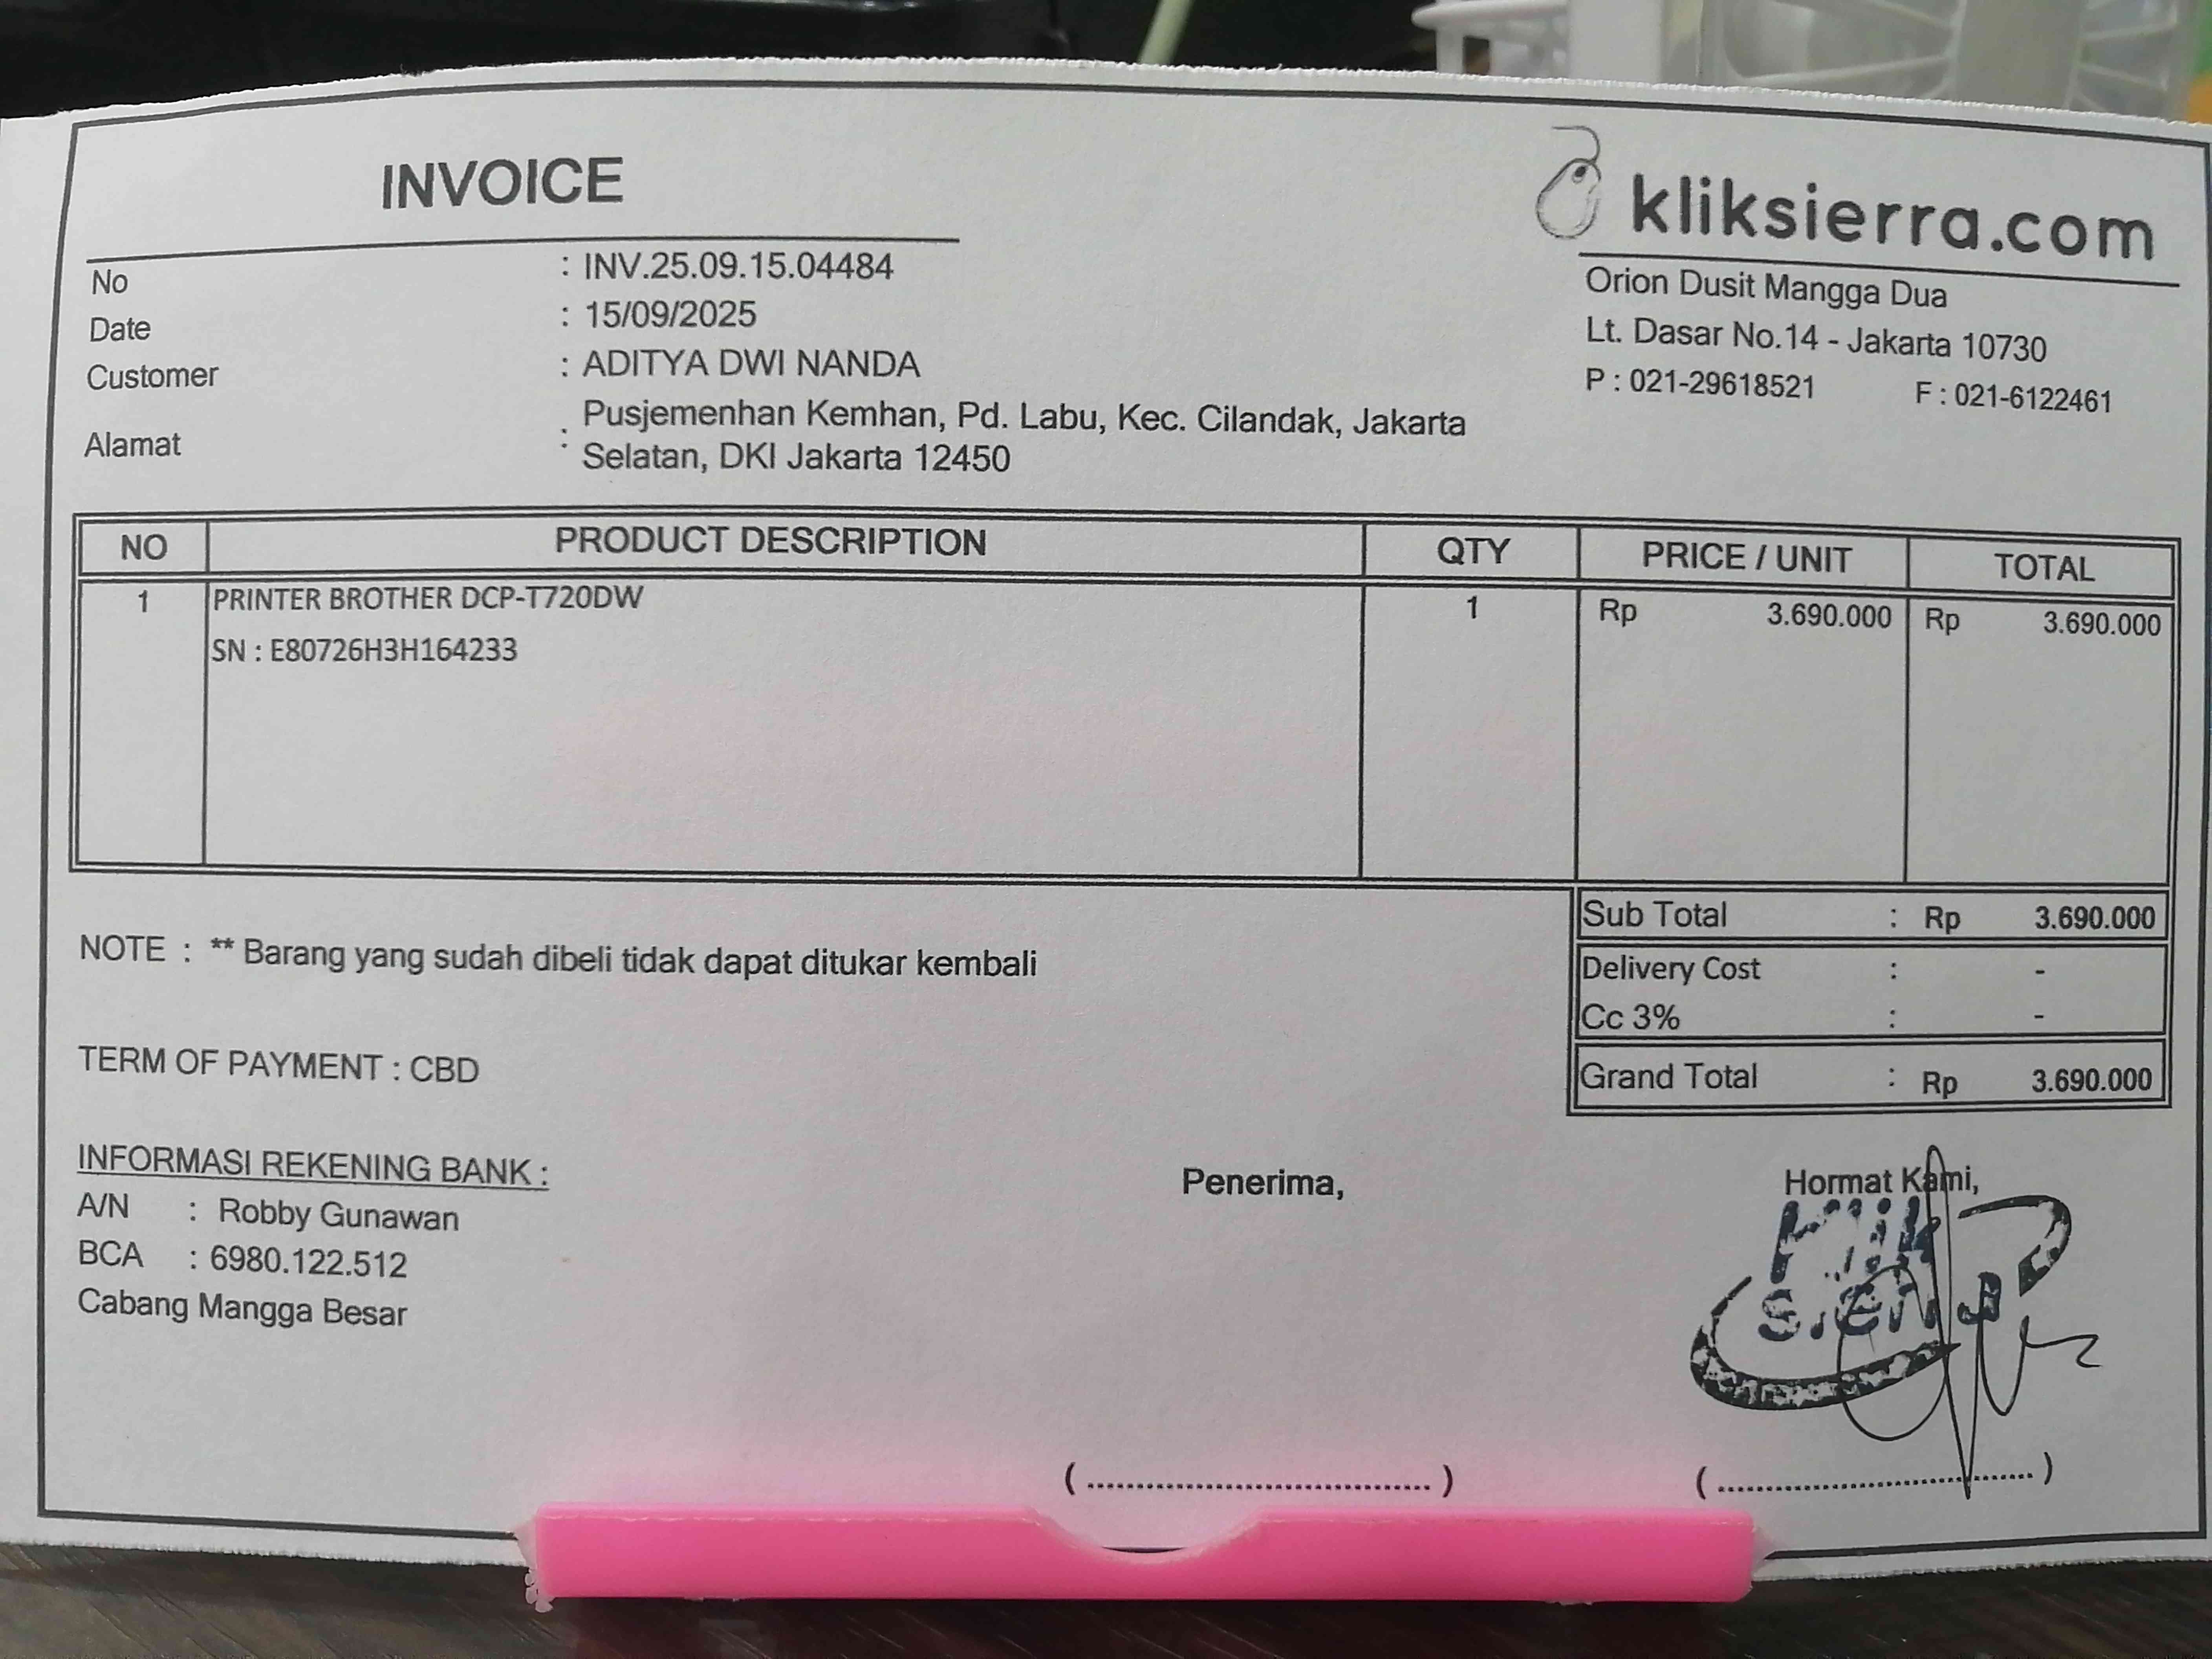 INVOICE
kliksierra.com
Orion Dusit Mangga Dua
Lt. Dasar No.14 - Jakarta 10730
P : 021-29618521 F : 021-6122461
No : INV.25.09.15.04484
Date : 15/09/2025
Customer : ADITYA DWI NANDA
Alamat : Pusjemenhan Kemhan, Pd. Labu, Kec. Cilandak, Jakarta
Selatan, DKI Jakarta 12450
NO PRODUCT DESCRIPTION QTY PRICE / UNIT TOTAL
1 PRINTER BROTHER DCP-T720DW 1 Rp 3.690.000 Rp 3.690.000
SN : E80726H3H164233
Sub Total : Rp 3.690.000
Delivery Cost : -
Cc 3% : -
Grand Total : Rp 3.690.000
NOTE : ** Barang yang sudah dibeli tidak dapat ditukar kembali
TERM OF PAYMENT : CBD
INFORMASI REKENING BANK :
A/N : Robby Gunawan
BCA : 6980.122.512
Cabang Mangga Besar
Penerima,
(....................................)
Hormat Kami,
Klik
sierra
(....................................)